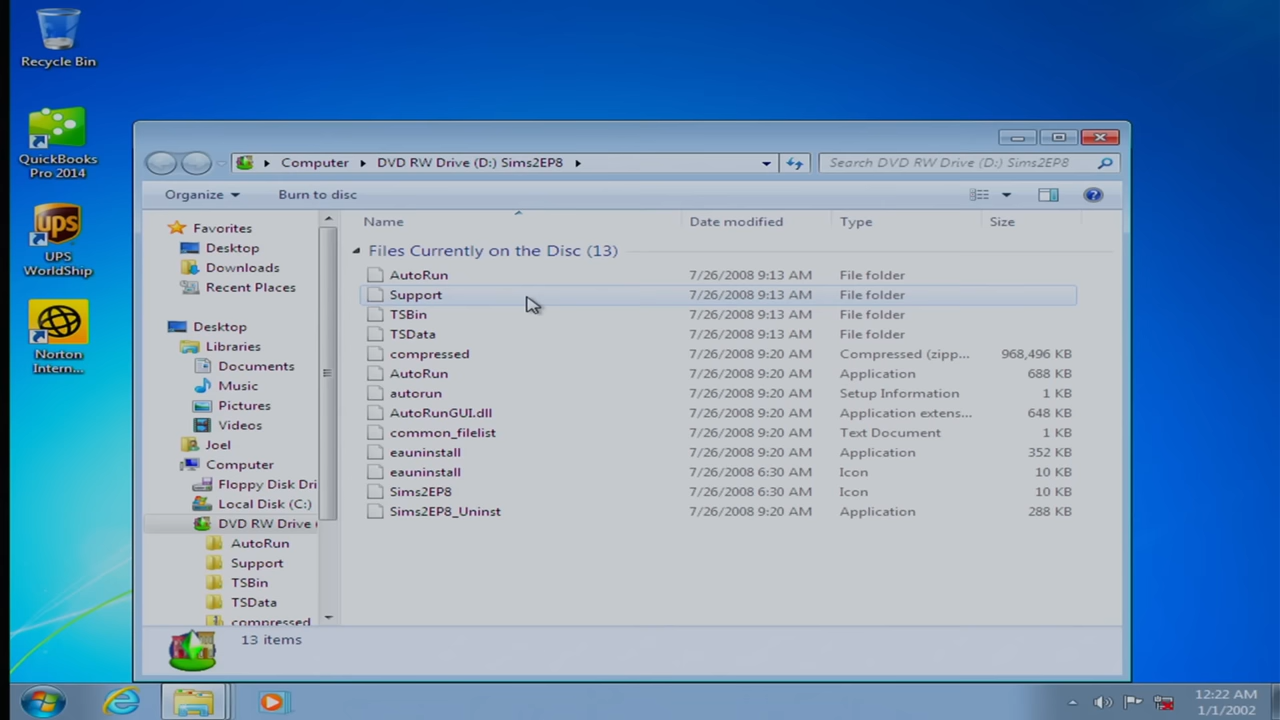 Recycle Bin
QuickBooks
Pro 2014
ups
UPS
WorldShip
Norton
Intern...
Computer
DVD RW Drive (D:) Sims2EP8
Search DVD RW Drive (D:) Sims2EP8
Organize
Burn to disc
Favorites
Desktop
Downloads
Recent Places
Desktop
Libraries
Documents
Music
Pictures
Videos
Joel
Computer
Floppy Disk Dri
Local Disk (C:)
DVD RW Drive (
AutoRun
Support
TSBin
TSData
compressed
Name Date modified Type Size
Files Currently on the Disc (13)
AutoRun 7/26/2008 9:13 AM File folder
Support 7/26/2008 9:13 AM File folder
TSBin 7/26/2008 9:13 AM File folder
TSData 7/26/2008 9:13 AM File folder
compressed 7/26/2008 9:20 AM Compressed (zipp... 968,496 KB
AutoRun 7/26/2008 9:20 AM Application 688 KB
autorun 7/26/2008 9:20 AM Setup Information 1 KB
AutoRunGUI.dll 7/26/2008 9:20 AM Application extens... 648 KB
common_filelist 7/26/2008 9:20 AM Text Document 1 KB
eauninstall 7/26/2008 9:20 AM Application 352 KB
eauninstall 7/26/2008 6:30 AM Icon 10 KB
Sims2EP8 7/26/2008 6:30 AM Icon 10 KB
Sims2EP8_Uninst 7/26/2008 9:20 AM Application 288 KB
13 items
12:22 AM
1/1/2002